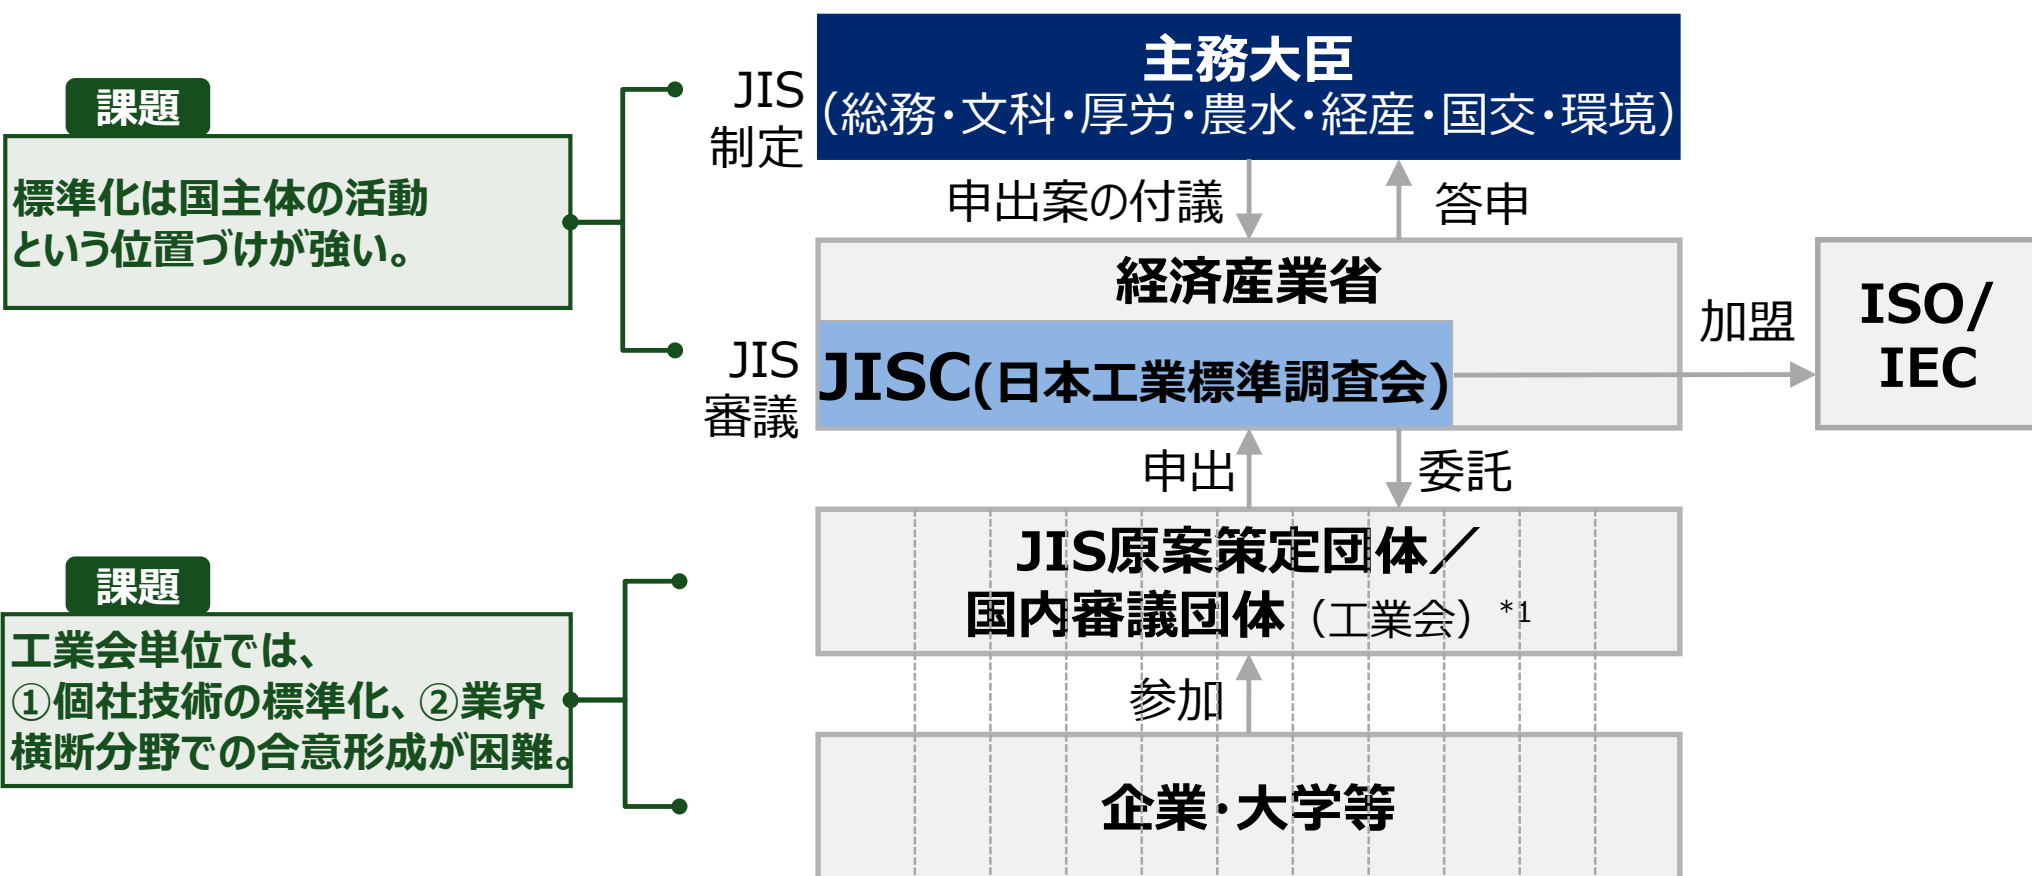 課題
標準化は国主体の活動
という位置づけが強い。
JIS
制定
主務大臣
（総務・文科・厚労・農水・経産・国交・環境）
申出案の付議
答申
経済産業省
JIS
審議
JISC(日本工業標準調査会)
加盟
ISO/
IEC
申出
委託
課題
工業会単位では、
①個社技術の標準化、②業界
横断分野での合意形成が困難。
JIS原案策定団体／
国内審議団体（工業会）*1
参加
企業・大学等